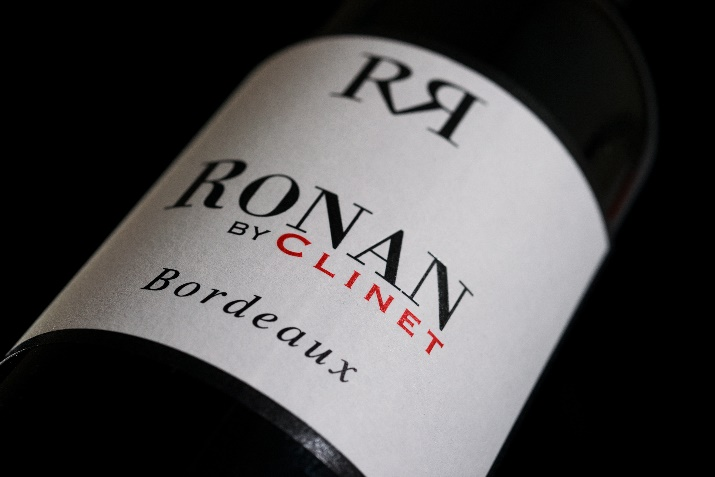 RR
RONAN
BY CLINET
Bordeaux